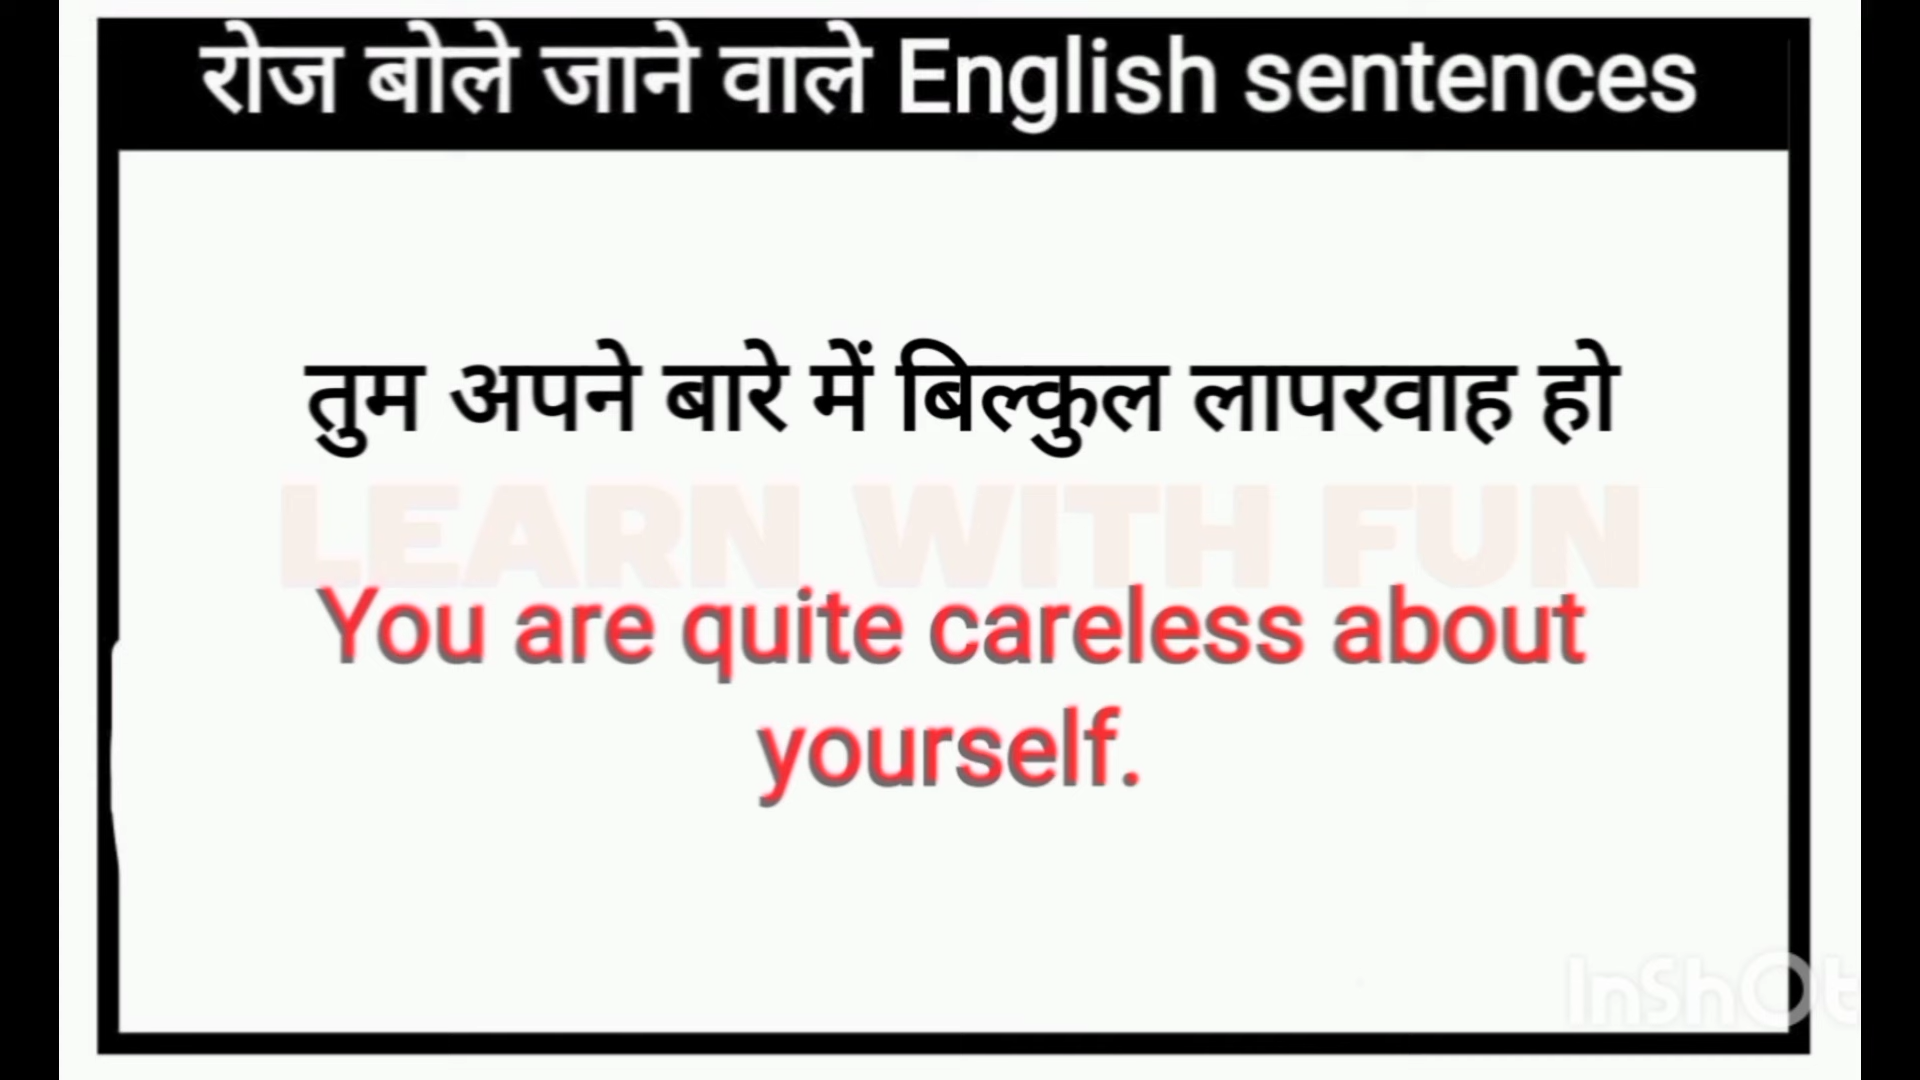 रोज बोले जाने वाले English sentences
तुम अपने बारे में बिल्कुल लापरवाह हो
LEARN WITH FUN
You are quite careless about
yourself.
InShOt